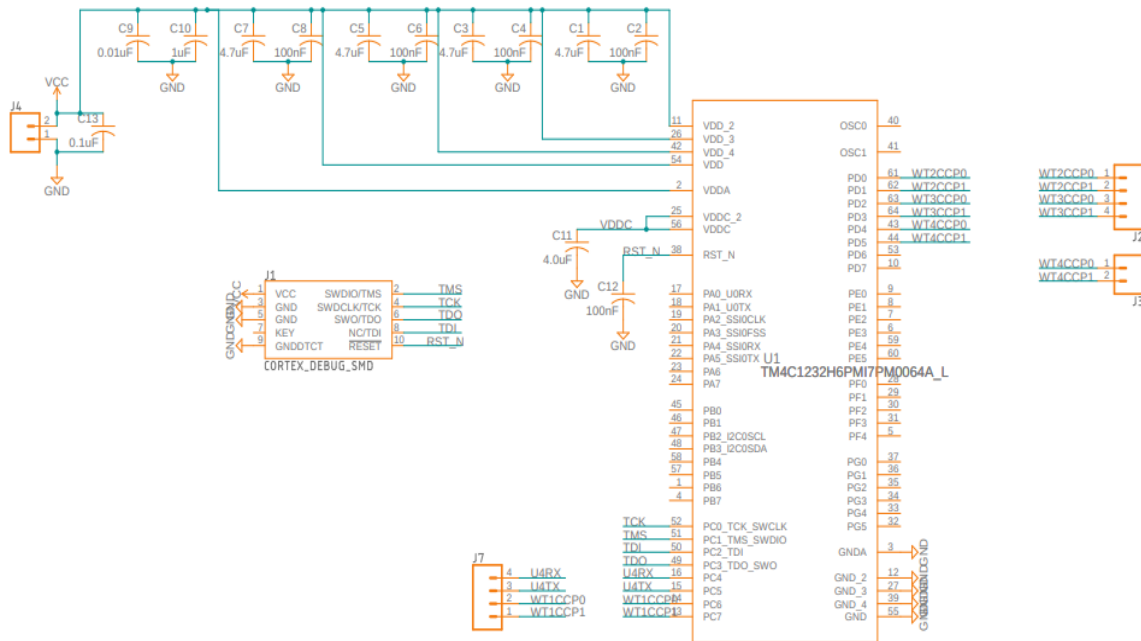 C9 C10 C7 C8 C5 C6 C3 C4 C1 C2
0.01uF 1uF 4.7uF 100nF 4.7uF 100nF 4.7uF 100nF 4.7uF 100nF
GND GND GND GND GND
VCC
J4
2
1
C13
0.1uF
GND
11 VDD_2
26 VDD_3
42 VDD_4
54 VDD
2 VDDA
25 VDDC_2
56 VDDC
38 RST_N
VDDC
C11
4.0uF
GND
RST_N
C12
100nF
GND
J1
VCC 1 VCC SWDIO/TMS 2 TMS
GND 3 GND SWDCLK/TCK 4 TCK
GND 5 GND SWO/TDO 6 TDO
7 KEY NC/TDI 8 TDI
GND 9 GNDDTCT RESET 10 RST_N
CORTEX_DEBUG_SMD
17 PA0_U0RX
18 PA1_U0TX
19 PA2_SSI0CLK
20 PA3_SSI0FSS
21 PA4_SSI0RX
22 PA5_SSI0TX
23 PA6
24 PA7
U1
TM4C1232H6PMI7PM0064A_L
45 PB0
46 PB1
47 PB2_I2C0SCL
48 PB3_I2C0SDA
58 PB4
57 PB5
1 PB6
4 PB7
TCK 52 PC0_TCK_SWCLK
TMS 51 PC1_TMS_SWDIO
TDI 50 PC2_TDI
TDO 49 PC3_TDO_SWO
U4RX 16 PC4
U4TX 15 PC5
WT1CCP0 14 PC6
WT1CCP1 13 PC7
J7
4 U4RX
3 U4TX
2 WT1CCP0
1 WT1CCP1
OSC0 40
OSC1 41
PD0 61 WT2CCP0
PD1 62 WT2CCP1
PD2 63 WT3CCP0
PD3 64 WT3CCP1
PD4 43 WT4CCP0
PD5 44 WT4CCP1
PD6 53
PD7 10
PE0 9
PE1 8
PE2 7
PE3 6
PE4 59
PE5 60
PF0 28
PF1 29
PF2 30
PF3 31
PF4 5
PG0 37
PG1 36
PG2 35
PG3 34
PG4 33
PG5 32
GNDA 3 GND
GND_2 12 GND
GND_3 27
GND_4 39
GND 55 GND
WT2CCP0 1
WT2CCP1 2
WT3CCP0 3
WT3CCP1 4
J2
WT4CCP0 1
WT4CCP1 2
J3